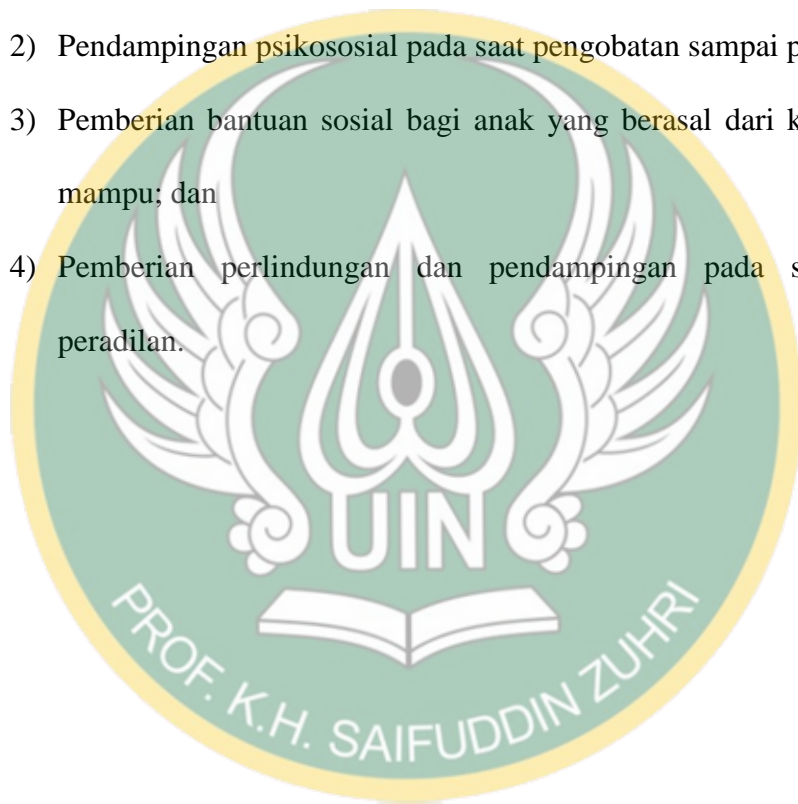 2) Pendampingan psikososial pada saat pengobatan sampai
3) Pemberian bantuan sosial bagi anak yang berasal dari
mampu; dan
4) Pemberian perlindungan dan pendampingan pada
peradilan.
UIN
PROF. K.H. SAIFUDDIN ZUHRI